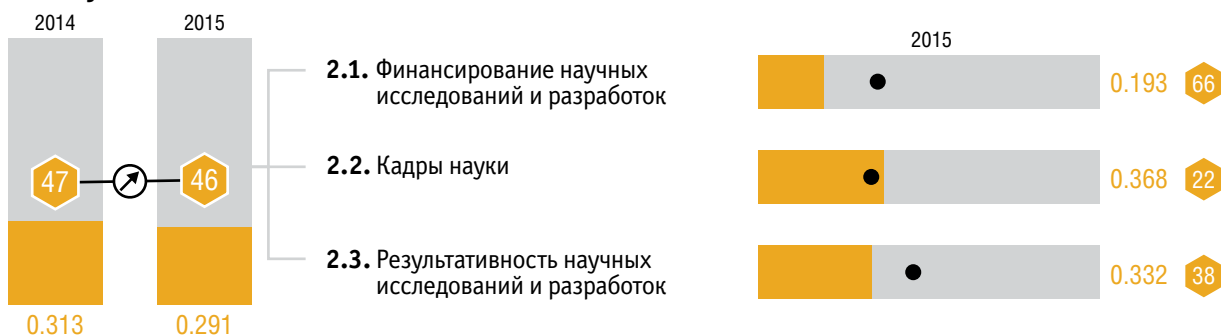 2014
2015
47
46
0.313
0.291
2.1. Финансирование научных
исследований и разработок
2.2. Кадры науки
2.3. Результативность научных
исследований и разработок
2015
0.193 66
0.368 22
0.332 38